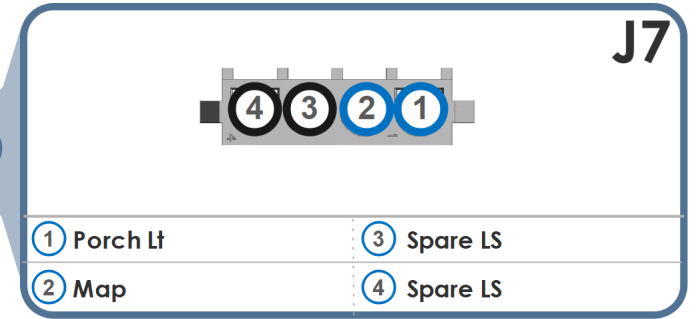 J7
4 3 2 1
1 Porch Lt
3 Spare LS
2 Map
4 Spare LS